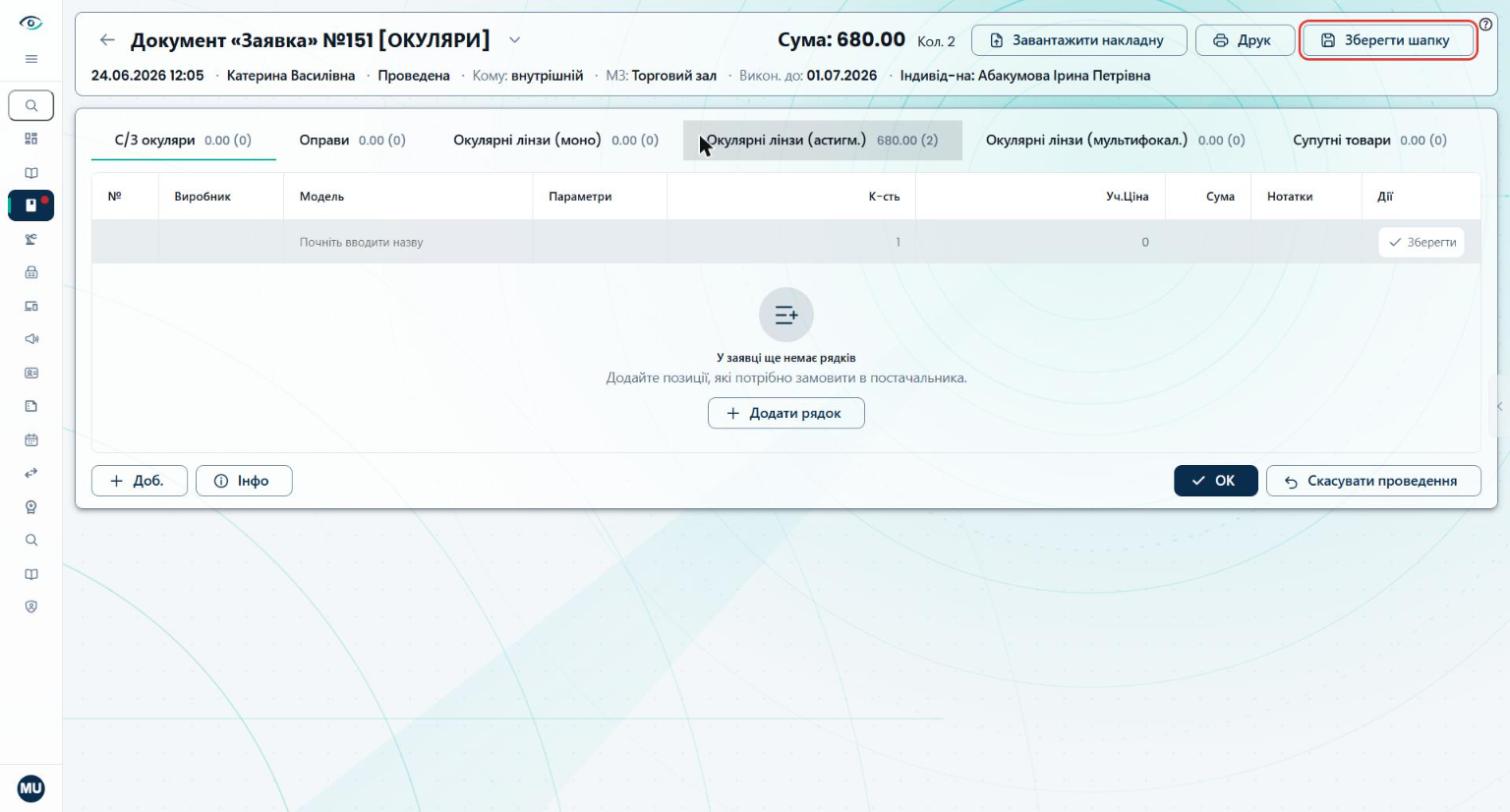 Документ «Заявка» №151 [ОКУЛЯРИ]
Сума: 680.00 Кол. 2
Завантажити накладну
Друк
Зберегти шапку
24.06.2026 12:05 · Катерина Василівна · Проведена · Кому: внутрішній · МЗ: Торговий зал · Викон. до: 01.07.2026 · Індивід-на: Абакумова Ірина Петрівна
С/З окуляри 0.00 (0)
Оправи 0.00 (0)
Окулярні лінзи (моно) 0.00 (0)
Окулярні лінзи (астигм.) 680.00 (2)
Окулярні лінзи (мультифокал.) 0.00 (0)
Супутні товари 0.00 (0)
№ Виробник Модель Параметри К-сть Уч.Ціна Сума Нотатки Дії
Почніть вводити назву 1 0 Зберегти
У заявці ще немає рядків
Додайте позиції, які потрібно замовити в постачальника.
Додати рядок
Доб.
Інфо
ОК
Скасувати проведення
MU